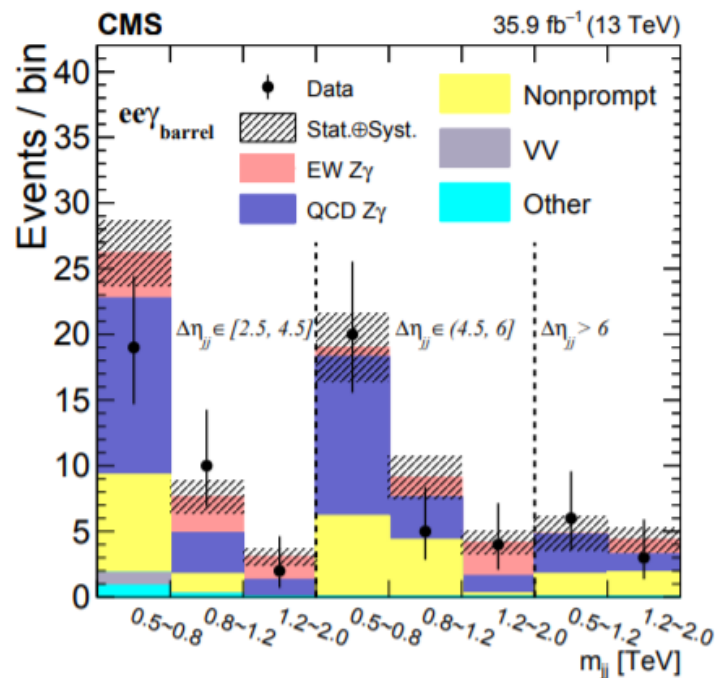 CMS 35.9 fb⁻¹ (13 TeV)
Events / bin
40
35
30
25
20
15
10
5
0
eeγ barrel
Data
Stat.⊕Syst.
EW Zγ
QCD Zγ
Nonprompt
VV
Other
Δηjj ∈ [2.5, 4.5]
Δηjj ∈ (4.5, 6]
Δηjj > 6
0.5~0.8 0.8~1.2 1.2~2.0 0.5~0.8 0.8~1.2 1.2~2.0 0.5~1.2 1.2~2.0
mjj [TeV]